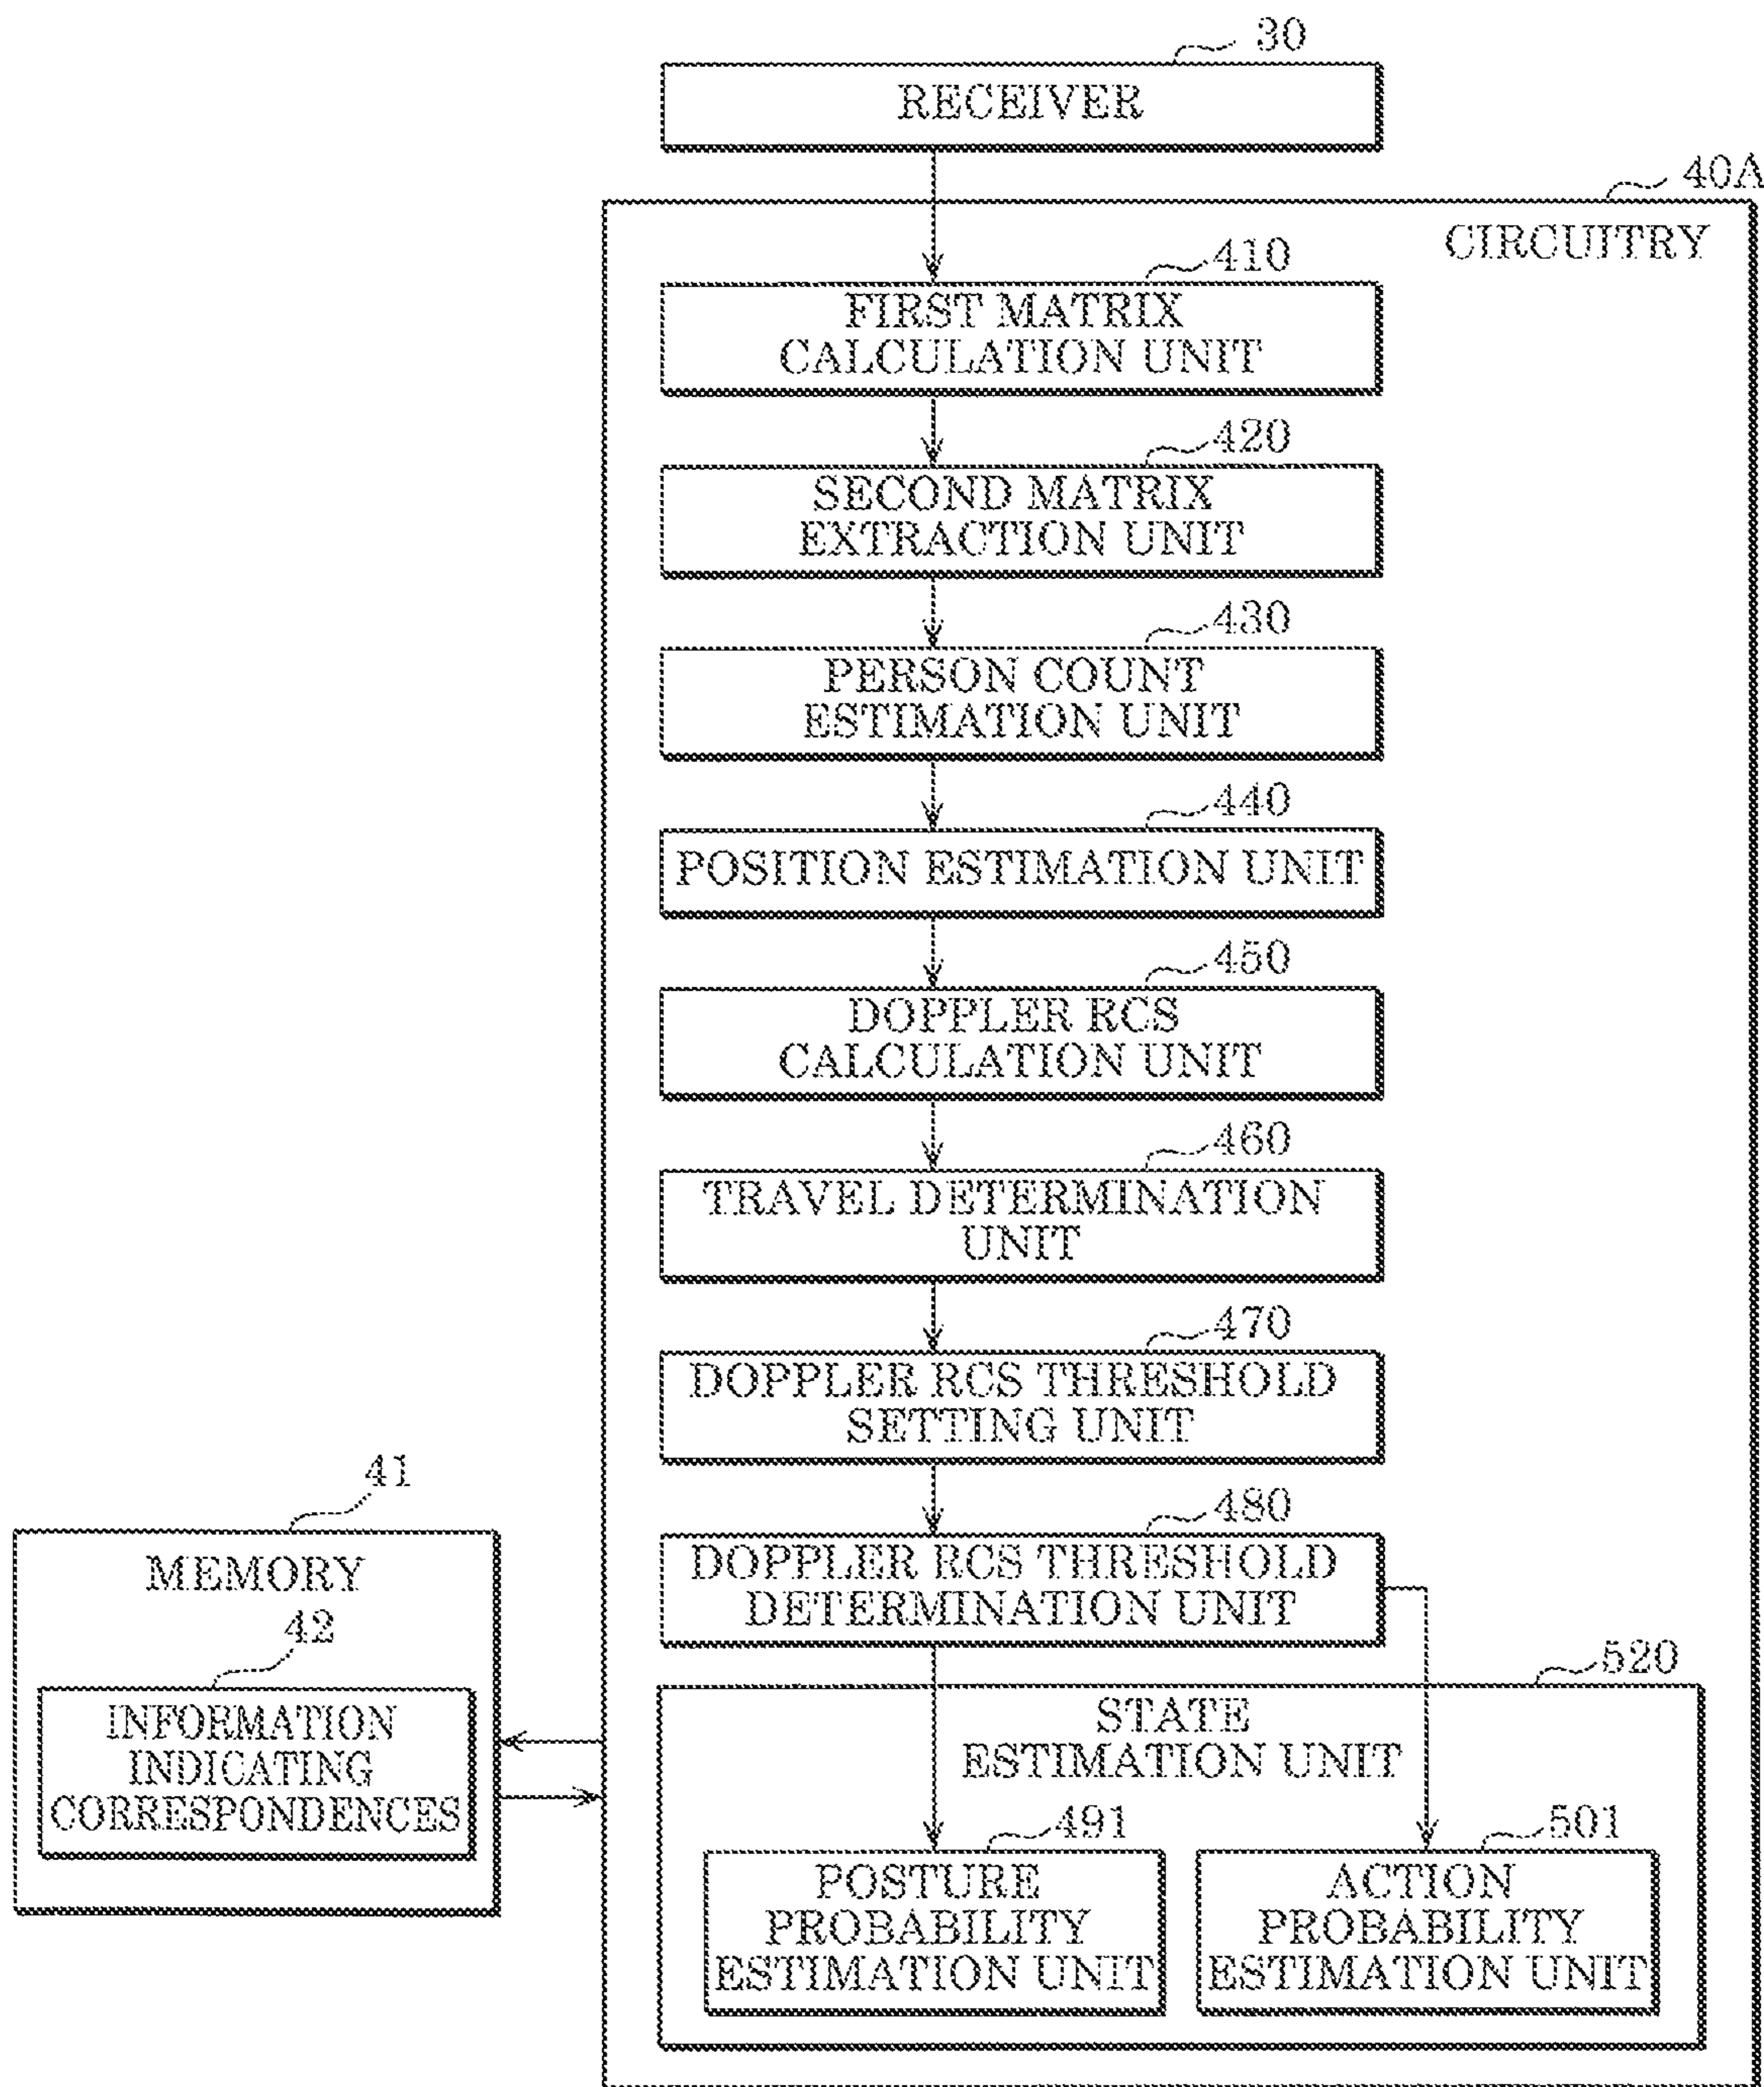 30
RECEIVER
40A
CIRCUITRY
410
FIRST MATRIX
CALCULATION UNIT
420
SECOND MATRIX
EXTRACTION UNIT
430
PERSON COUNT
ESTIMATION UNIT
440
POSITION ESTIMATION UNIT
450
DOPPLER RCS
CALCULATION UNIT
460
TRAVEL DETERMINATION
UNIT
470
DOPPLER RCS THRESHOLD
SETTING UNIT
480
DOPPLER RCS THRESHOLD
DETERMINATION UNIT
41
MEMORY
42
INFORMATION
INDICATING
CORRESPONDENCES
520
STATE
ESTIMATION UNIT
491
POSTURE
PROBABILITY
ESTIMATION UNIT
501
ACTION
PROBABILITY
ESTIMATION UNIT